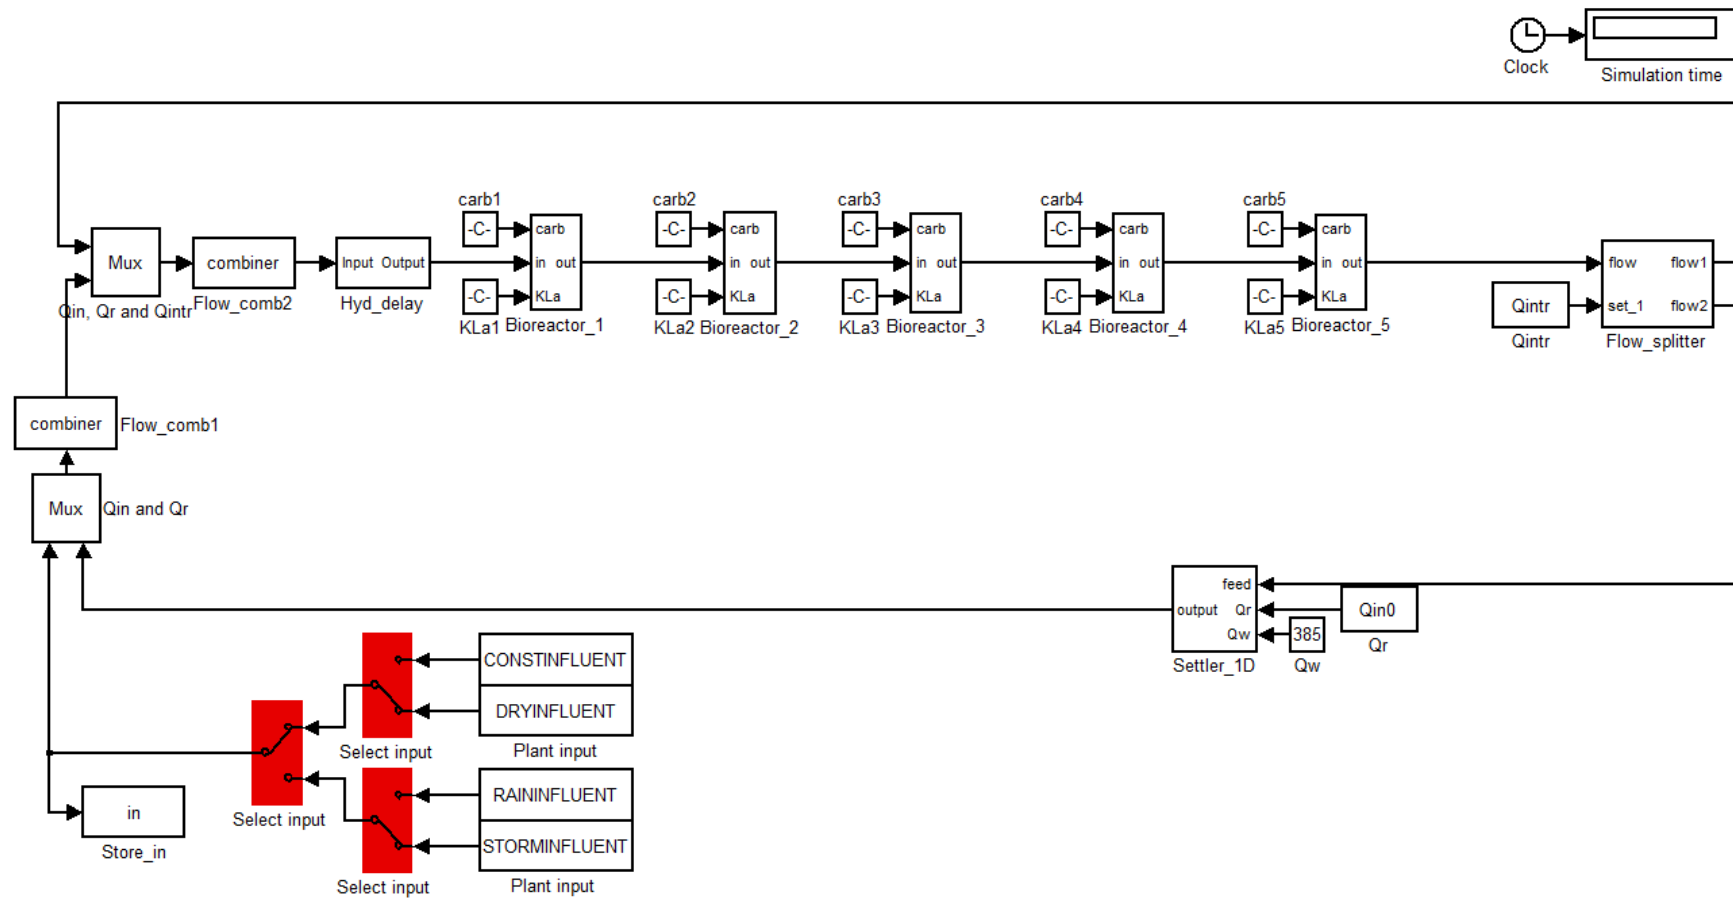 Clock
Simulation time
carb1
carb2
carb3
carb4
carb5
-C-
carb
-C-
carb
-C-
carb
-C-
carb
-C-
carb
Mux
combiner
Input Output
in out
in out
in out
in out
in out
flow flow1
-C-
KLa
-C-
KLa
-C-
KLa
-C-
KLa
-C-
KLa
Qintr
set_1 flow2
Qin, Qr and Qintr
Flow_comb2
Hyd_delay
KLa1
Bioreactor_1
KLa2
Bioreactor_2
KLa3
Bioreactor_3
KLa4
Bioreactor_4
KLa5
Bioreactor_5
Qintr
Flow_splitter
combiner
Flow_comb1
Mux
Qin and Qr
feed
output Qr
Qw
Qin0
385
Qr
Settler_1D
Qw
CONSTINFLUENT
DRYINFLUENT
Select input
Plant input
RAININFLUENT
in
Select input
STORMINFLUENT
Store_in
Select input
Plant input